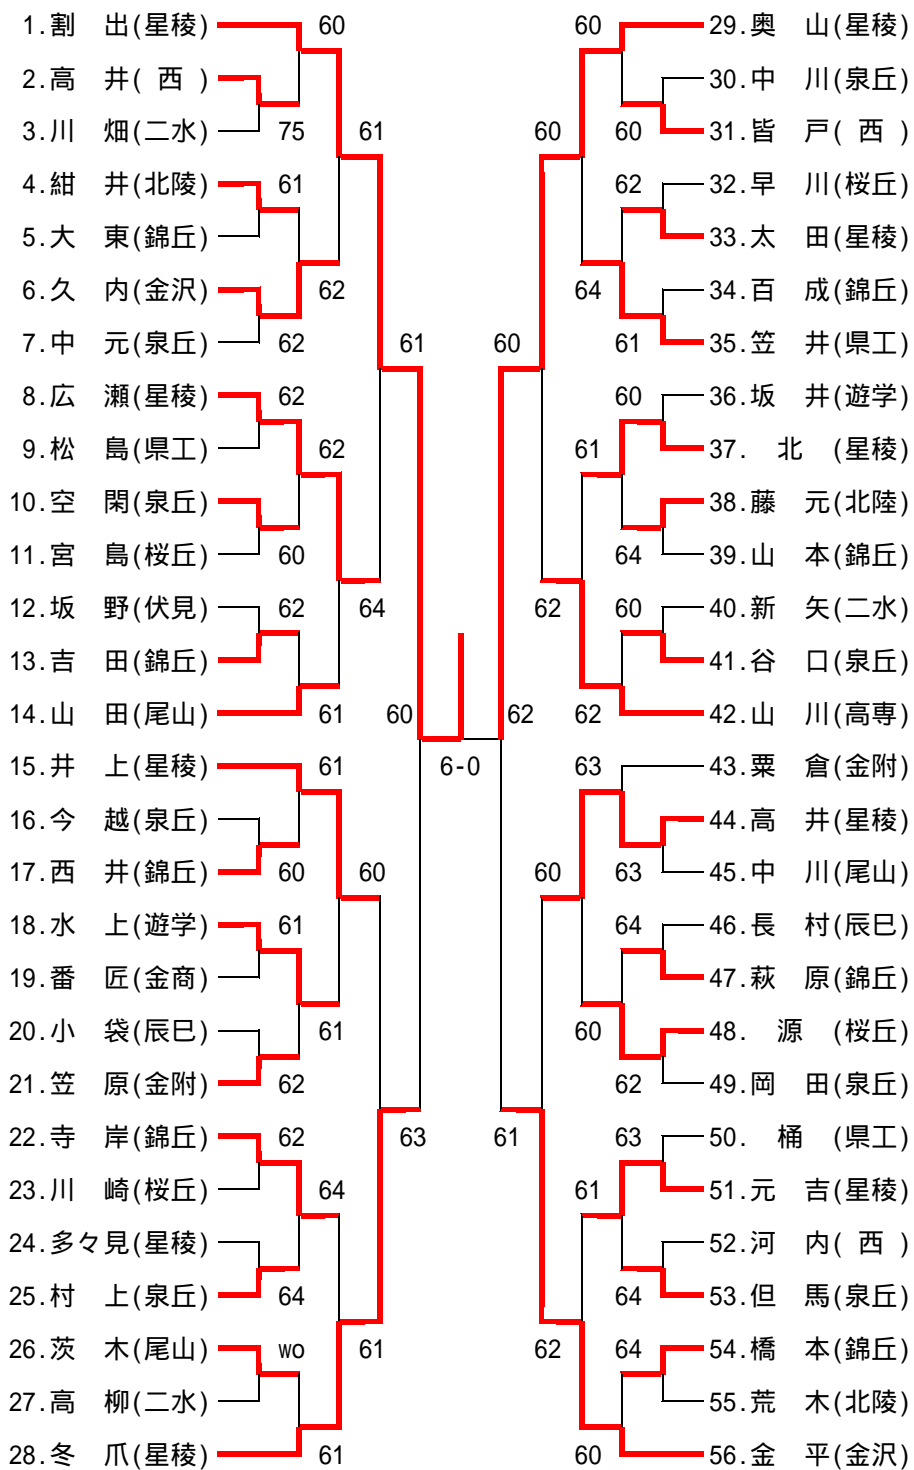 1.割　出(星稜)
2.高　井( 西 )
3.川　畑(二水)
4.紺　井(北陵)
5.大　東(錦丘)
6.久　内(金沢)
7.中　元(泉丘)
8.広　瀬(星稜)
9.松　島(県工)
10.空　閑(泉丘)
11.宮　島(桜丘)
12.坂　野(伏見)
13.吉　田(錦丘)
14.山　田(尾山)
15.井　上(星稜)
16.今　越(泉丘)
17.西　井(錦丘)
18.水　上(遊学)
19.番　匠(金商)
20.小　袋(辰巳)
21.笠　原(金附)
22.寺　岸(錦丘)
23.川　崎(桜丘)
24.多々見(星稜)
25.村　上(泉丘)
26.茨　木(尾山)
27.高　柳(二水)
28.冬　爪(星稜)
60
75
61
61
62
62
61
62
62
60
62
64
61
60
61
60
60
61
61
62
62
63
64
64
wo
61
61
6-0
60
60
60
62
64
61
60
60
61
64
62
60
62
62
63
60
63
64
60
62
61
63
61
64
62
64
60
29.奥　山(星稜)
30.中　川(泉丘)
31.皆　戸( 西 )
32.早　川(桜丘)
33.太　田(星稜)
34.百　成(錦丘)
35.笠　井(県工)
36.坂　井(遊学)
37.　北　(星稜)
38.藤　元(北陸)
39.山　本(錦丘)
40.新　矢(二水)
41.谷　口(泉丘)
42.山　川(高専)
43.粟　倉(金附)
44.高　井(星稜)
45.中　川(尾山)
46.長　村(辰巳)
47.萩　原(錦丘)
48.　源　(桜丘)
49.岡　田(泉丘)
50.　桶　(県工)
51.元　吉(星稜)
52.河　内( 西 )
53.但　馬(泉丘)
54.橋　本(錦丘)
55.荒　木(北陵)
56.金　平(金沢)